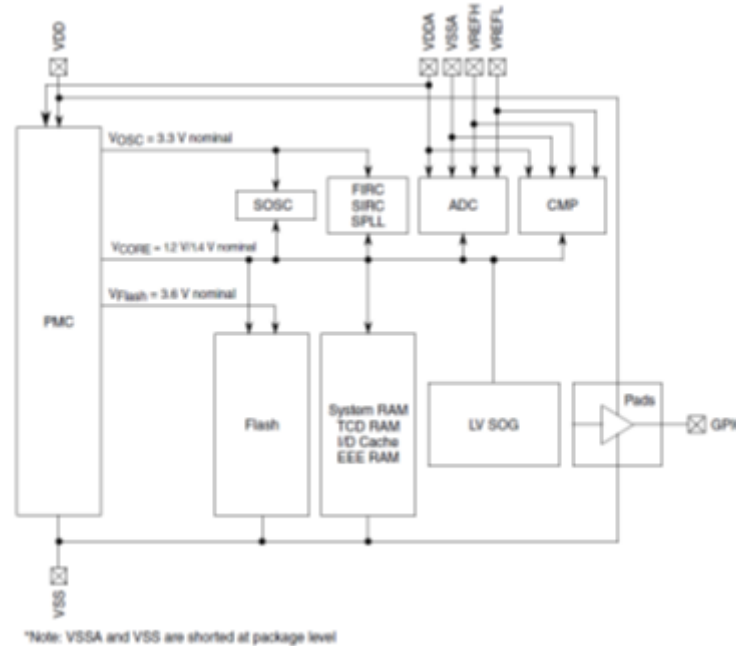 VDD
VDDA
VSSA
VREFH
VREFL
VOSC = 3.3 V nominal
SOSC
FIRC
SIRC
SPLL
ADC
CMP
VCORE = 1.2 V/1.4 V nominal
VFlash = 3.6 V nominal
PMC
Flash
System RAM
TCD RAM
I/D Cache
EEE RAM
LV SOG
Pads
VSS
*Note: VSSA and VSS are shorted at package level